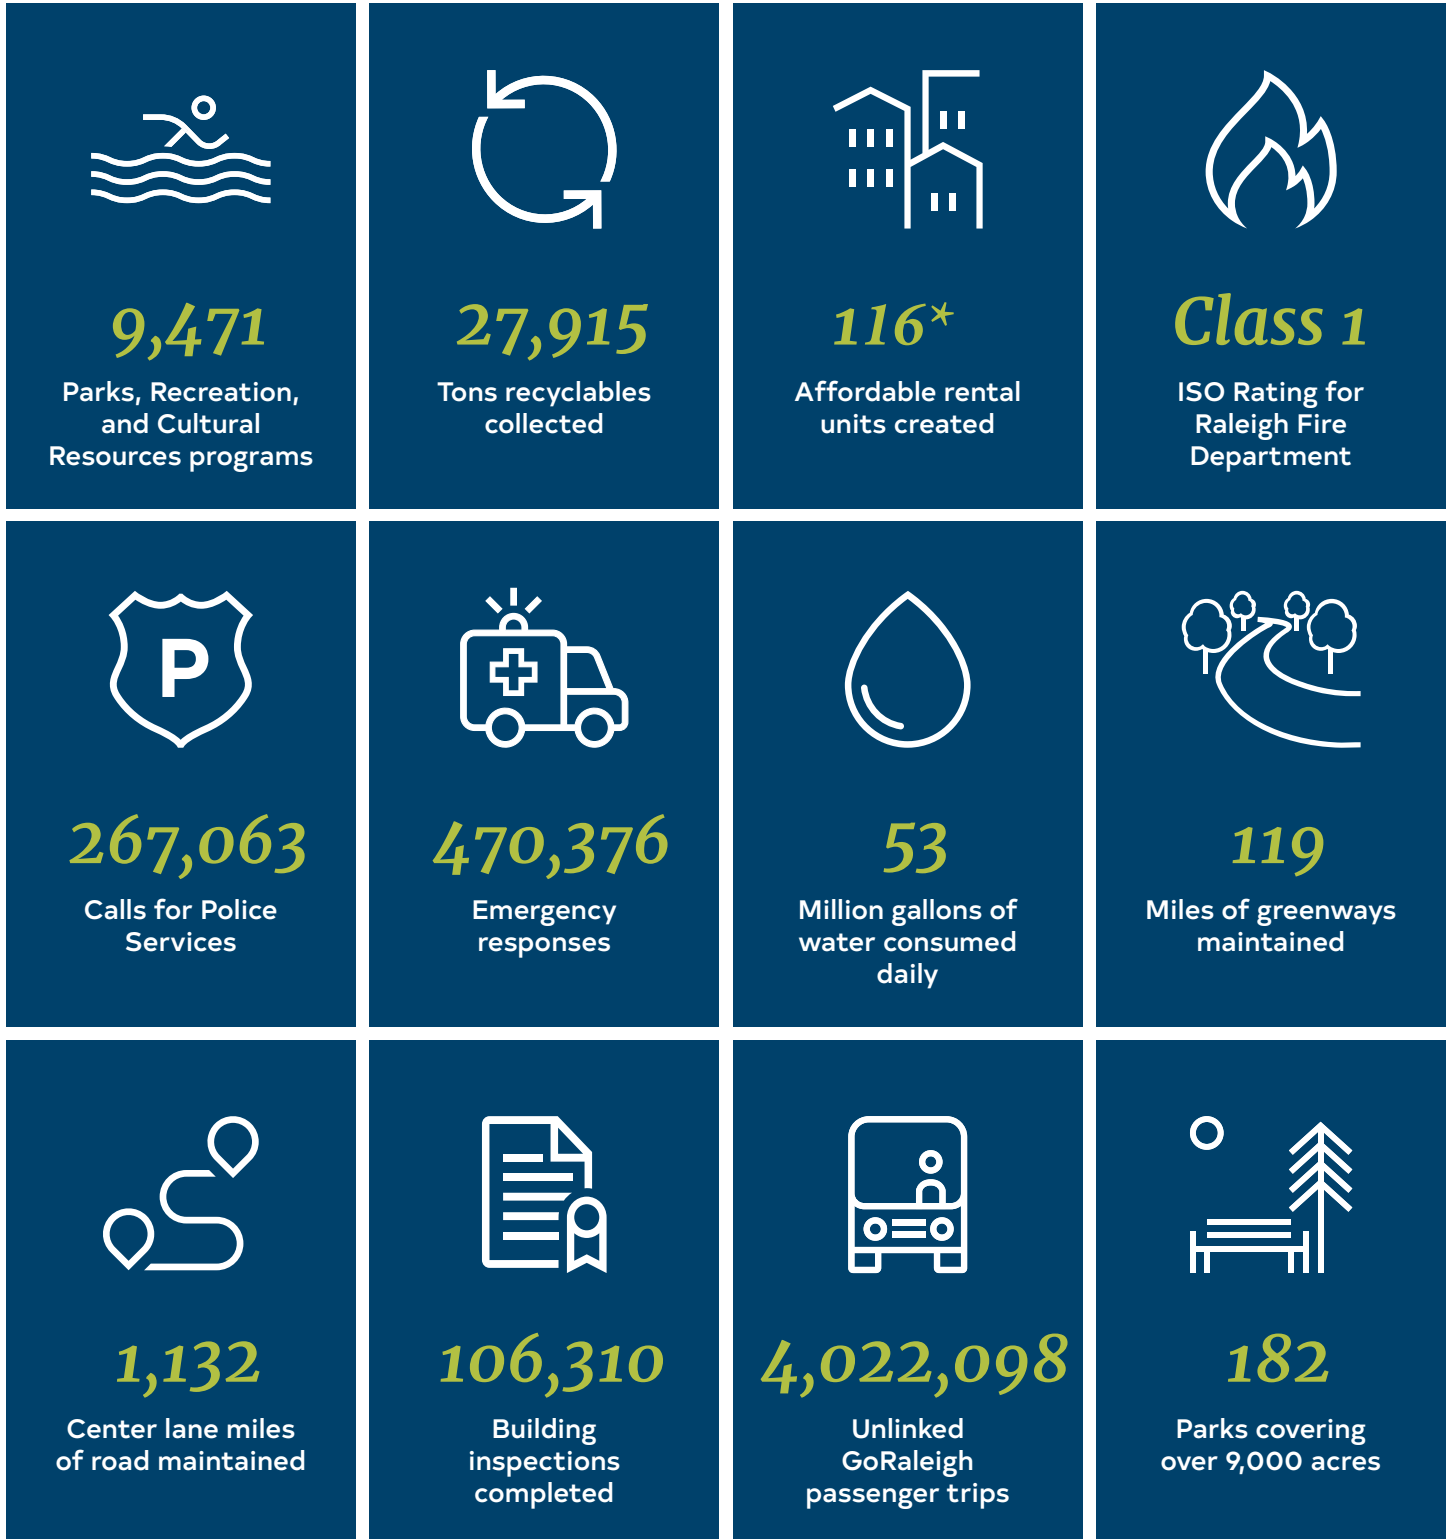 9,471
Parks, Recreation,
and Cultural
Resources programs
27,915
Tons recyclables
collected
116*
Affordable rental
units created
Class 1
ISO Rating for
Raleigh Fire
Department
P
267,063
Calls for Police
Services
470,376
Emergency
responses
53
Million gallons of
water consumed
daily
119
Miles of greenways
maintained
1,132
Center lane miles
of road maintained
106,310
Building
inspections
completed
4,022,098
Unlinked
GoRaleigh
passenger trips
182
Parks covering
over 9,000 acres